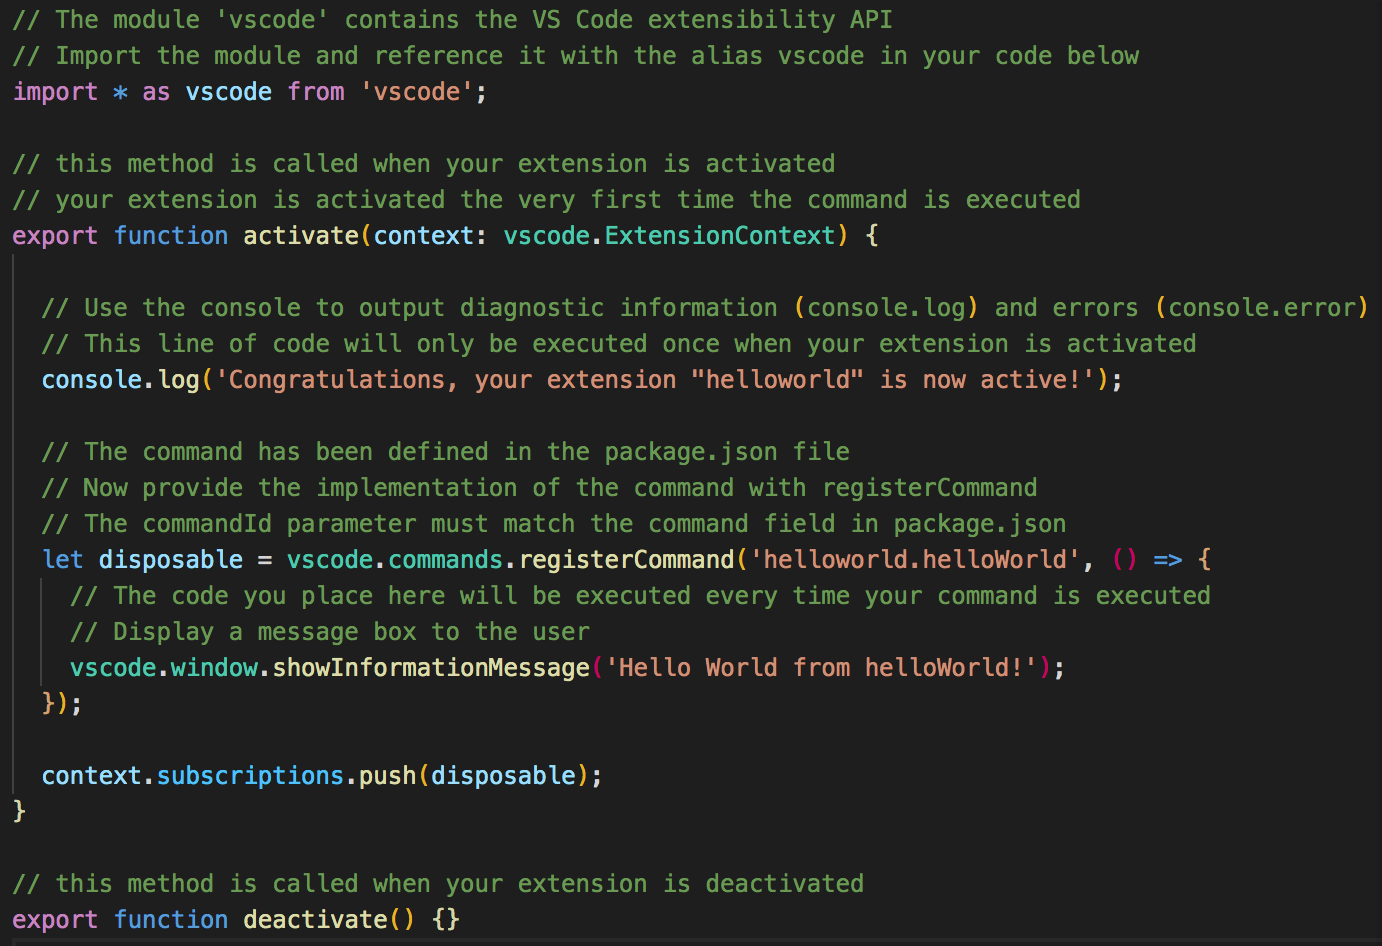 // The module 'vscode' contains the VS Code extensibility API
// Import the module and reference it with the alias vscode in your code below
import * as vscode from 'vscode';

// this method is called when your extension is activated
// your extension is activated the very first time the command is executed
export function activate(context: vscode.ExtensionContext) {

  // Use the console to output diagnostic information (console.log) and errors (console.error)
  // This line of code will only be executed once when your extension is activated
  console.log('Congratulations, your extension "helloworld" is now active!');

  // The command has been defined in the package.json file
  // Now provide the implementation of the command with registerCommand
  // The commandId parameter must match the command field in package.json
  let disposable = vscode.commands.registerCommand('helloworld.helloWorld', () => {
    // The code you place here will be executed every time your command is executed
    // Display a message box to the user
    vscode.window.showInformationMessage('Hello World from helloWorld!');
  });

  context.subscriptions.push(disposable);
}

// this method is called when your extension is deactivated
export function deactivate() {}